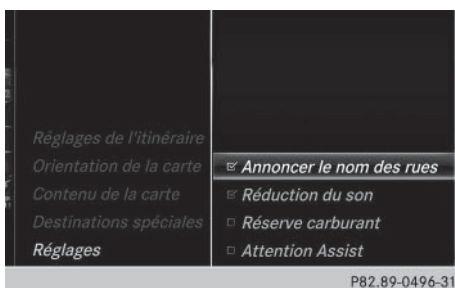 Réglages de l'itinéraire
Orientation de la carte
Contenu de la carte
Destinations spéciales
Réglages
Annoncer le nom des rues
Réduction du son
Réserve carburant
Attention Assist
P82.89-0496-31